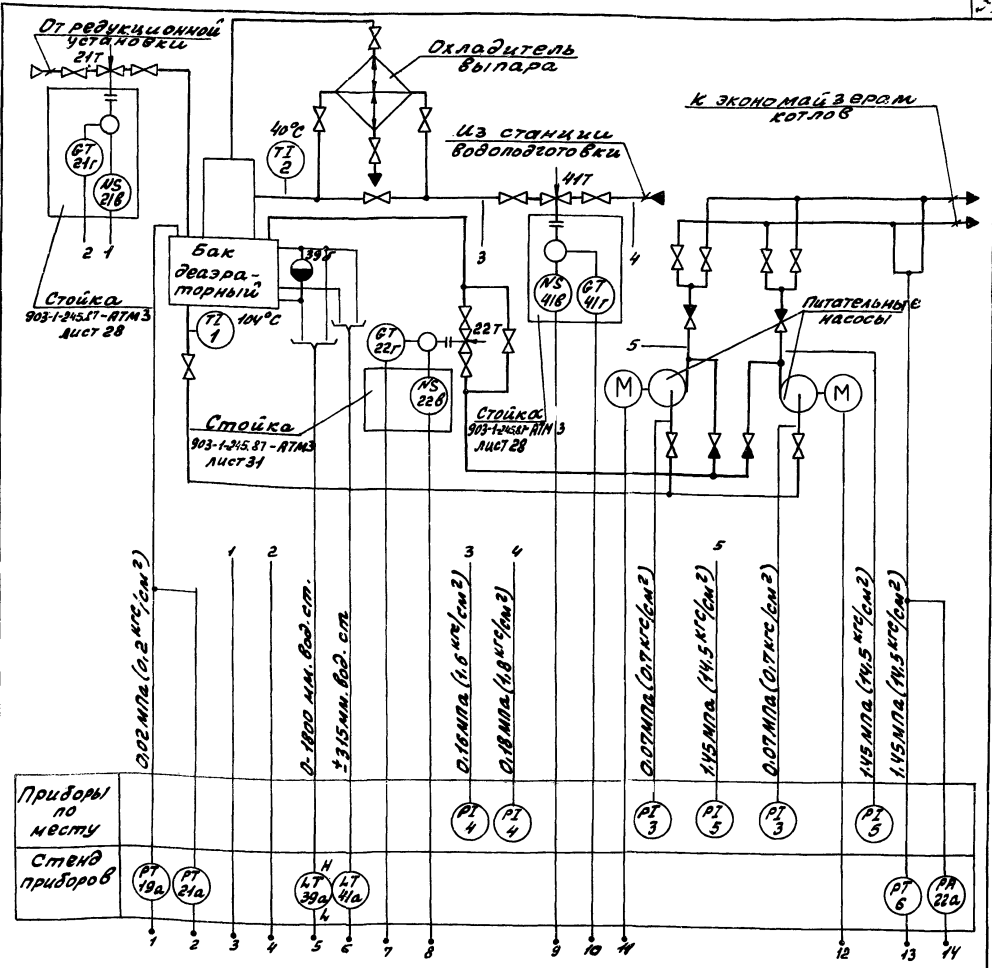 От редукционной
установки
21Т
GT
21г
NS
21в
2
1
Стойка
903-1-245.87-АТМ3
лист 28
Охладитель
выпара
40°C
TI
2
Из станции
водоподготовки
41Т
3
4
NS
41в
GT
41г
Стойка
903-1-245.87-АТМ3
лист 28
К экономайзерам
котлов
Бак
деаэра-
торный
39б
TI
1
104°C
GT
22г
22Т
NS
22в
Стойка
903-1-245.87-АТМ3
лист 31
Питательные
насосы
5
M
M
0.02 МПа (0.2 кгс/см²)
1
2
0-1800 мм. вод. ст.
±315 мм. вод. ст
3
0.16 МПа (1.6 кгс/см²)
4
0.18 МПа (1.8 кгс/см²)
0.07 МПа (0.7 кгс/см²)
5
1.45 МПа (14.5 кгс/см²)
0.07 МПа (0.7 кгс/см²)
1.45 МПа (14.5 кгс/см²)
1.45 МПа (14.5 кгс/см²)
Приборы
по
месту
PI
4
PI
4
PI
3
PI
5
PI
3
PI
5
Стенд
приборов
PT
19а
PT
21а
H
LT
39а
L
LT
41а
PT
6
РА
22а
1 2 3 4 5 6 7 8 9 10 11 12 13 14